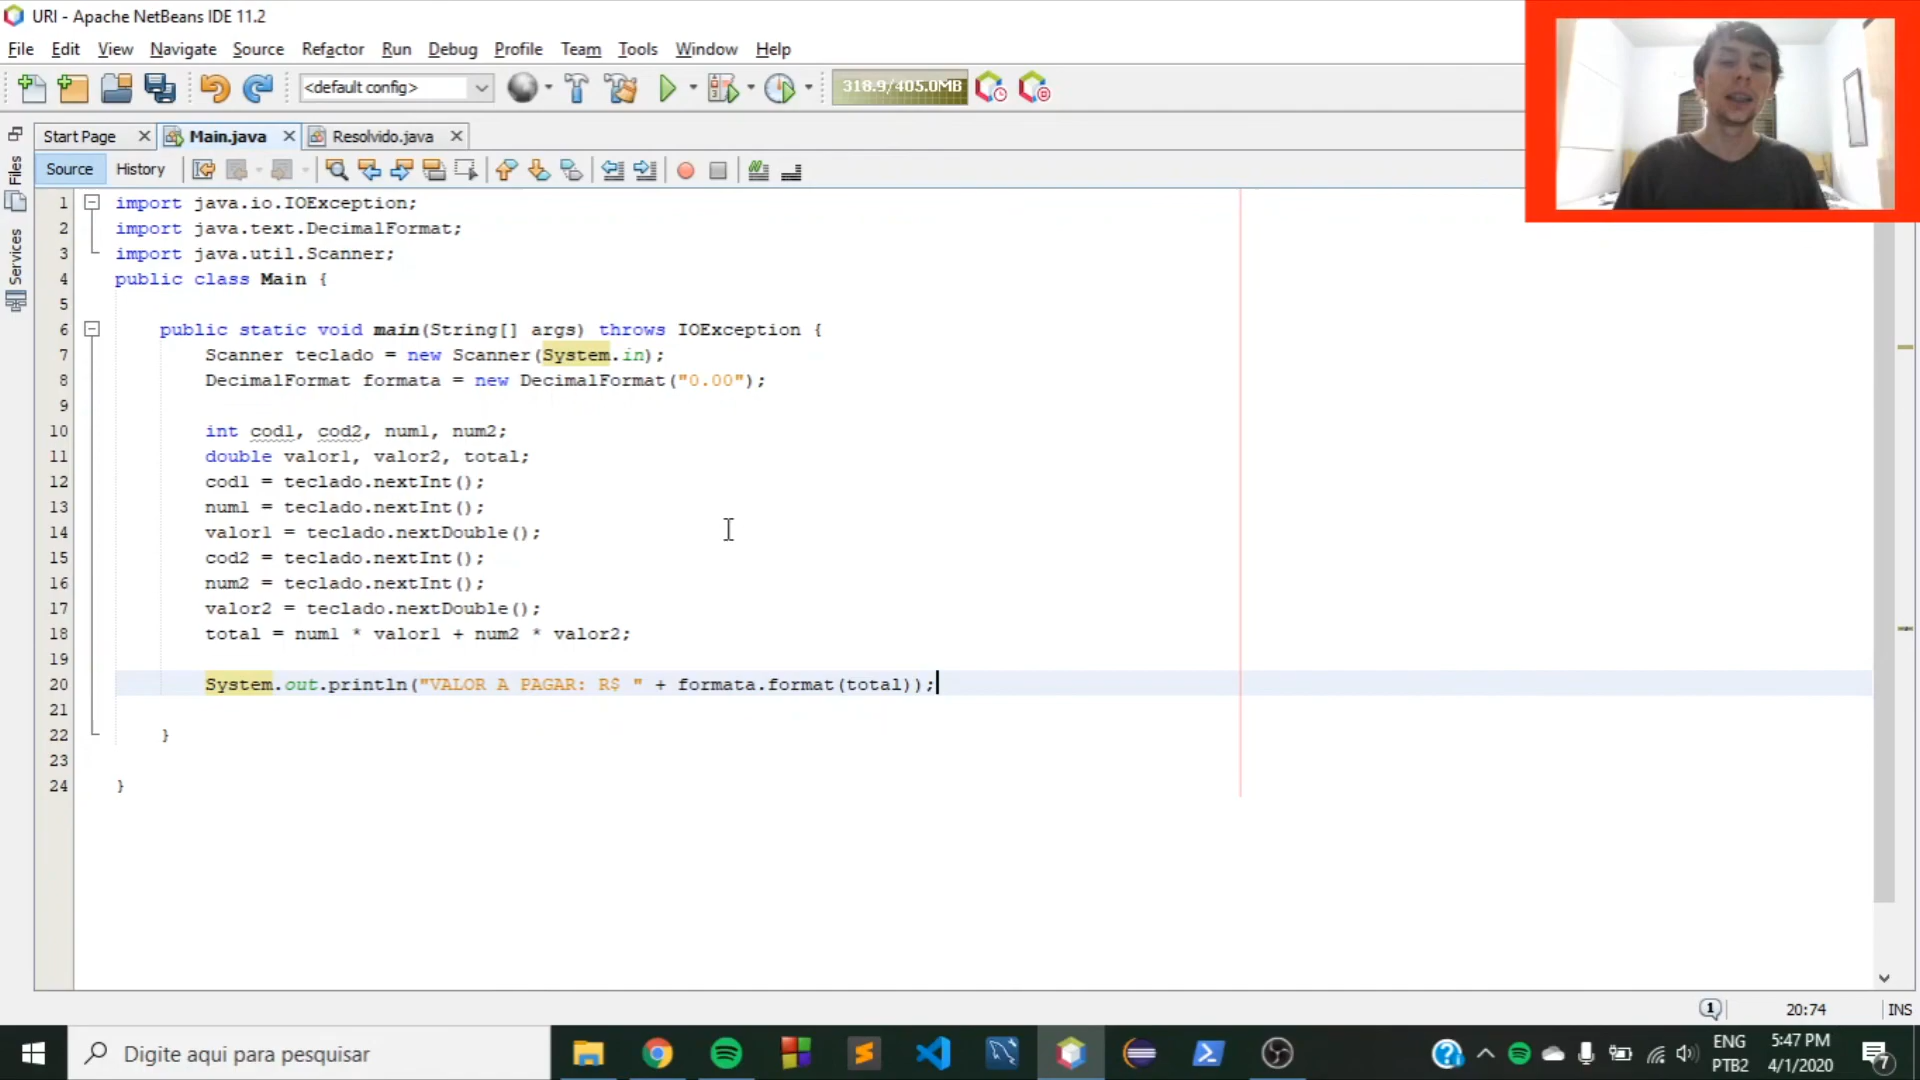 URI - Apache NetBeans IDE 11.2
File Edit View Navigate Source Refactor Run Debug Profile Team Tools Window Help
<default config>
318.9/405.0MB
Start Page Main.java Resolvido.java
Source History
Files
Services
1 import java.io.IOException;
2 import java.text.DecimalFormat;
3 import java.util.Scanner;
4 public class Main {
5
6 public static void main(String[] args) throws IOException {
7 Scanner teclado = new Scanner(System.in);
8 DecimalFormat formata = new DecimalFormat("0.00");
9
10 int cod1, cod2, num1, num2;
11 double valor1, valor2, total;
12 cod1 = teclado.nextInt();
13 num1 = teclado.nextInt();
14 valor1 = teclado.nextDouble();
15 cod2 = teclado.nextInt();
16 num2 = teclado.nextInt();
17 valor2 = teclado.nextDouble();
18 total = num1 * valor1 + num2 * valor2;
19
20 System.out.println("VALOR A PAGAR: R$ " + formata.format(total));
21
22 }
23
24 }
1 20:74 INS
Digite aqui para pesquisar
ENG 5:47 PM
PTB2 4/1/2020
7